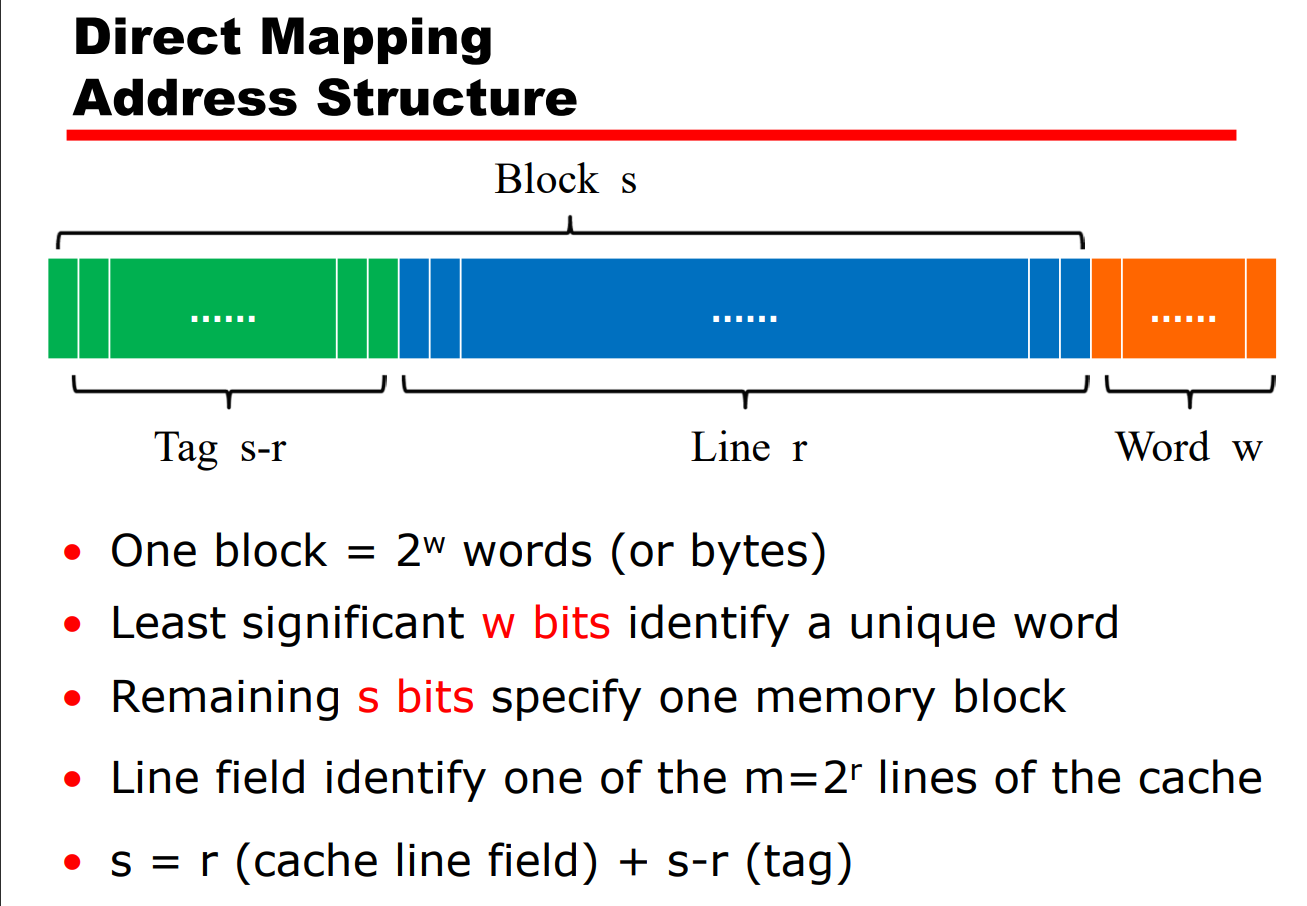 Direct Mapping
Address Structure
Block s
......
......
......
Tag s-r
Line r
Word w
• One block = 2ʷ words (or bytes)
• Least significant w bits identify a unique word
• Remaining s bits specify one memory block
• Line field identify one of the m=2ʳ lines of the cache
• s = r (cache line field) + s-r (tag)